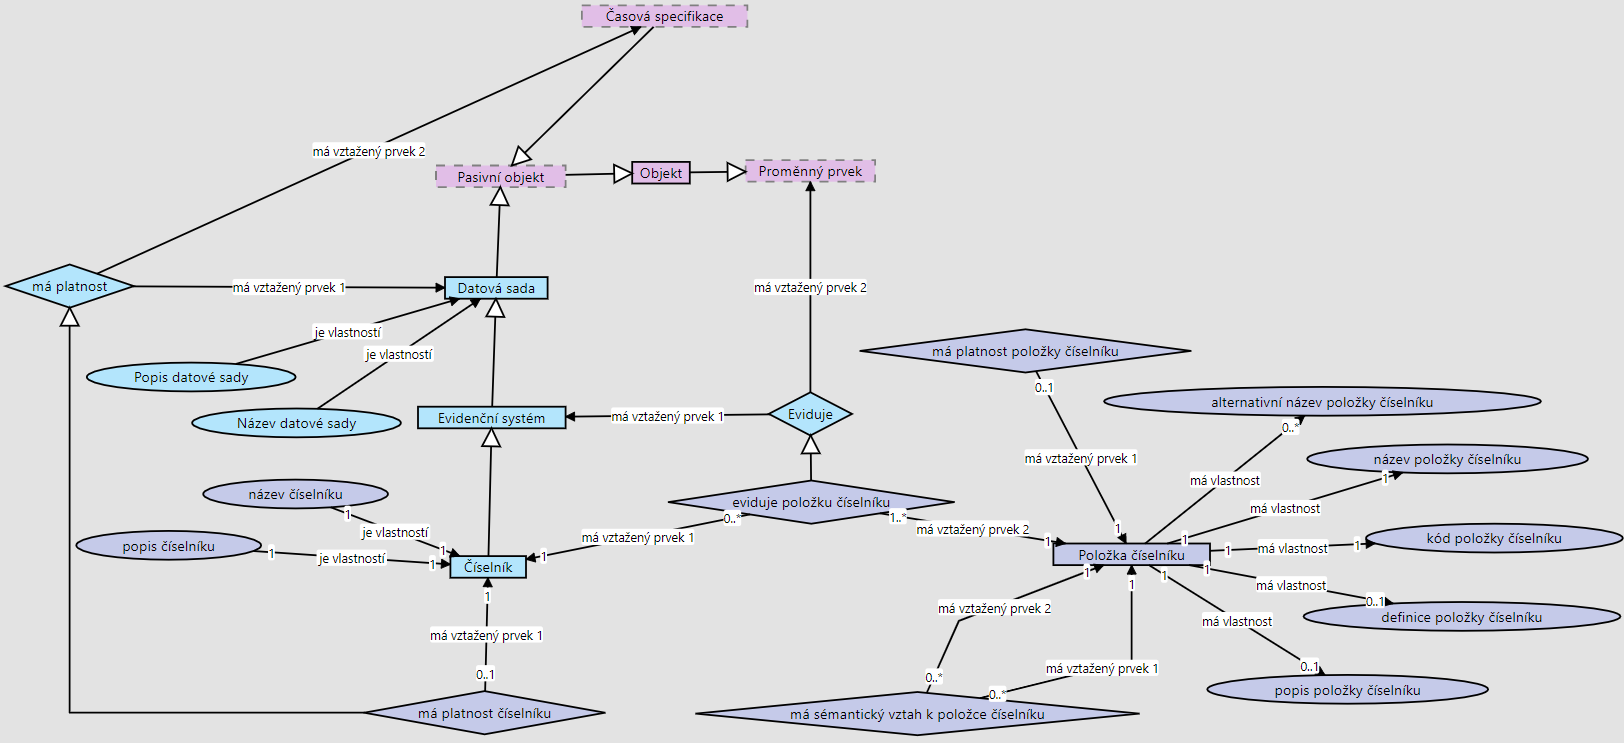 Časová specifikace
má vztažený prvek 2
Pasivní objekt
Objekt
Proměnný prvek
má platnost
má vztažený prvek 1
Datová sada
má vztažený prvek 2
je vlastností
je vlastností
Popis datové sady
Název datové sady
Evidenční systém
má vztažený prvek 1
Eviduje
má platnost položky číselníku
0..1
má vztažený prvek 1
1
alternativní název položky číselníku
0..*
má vlastnost
název položky číselníku
1
má vlastnost
1
název číselníku
1
je vlastností
1
popis číselníku
1
je vlastností
1
Číselník
eviduje položku číselníku
0..*
má vztažený prvek 1
1
1..*
má vztažený prvek 2
1
Položka číselníku
1
má vlastnost
1
kód položky číselníku
1
má vlastnost
0..1
definice položky číselníku
1
má vlastnost
0..1
popis položky číselníku
1
má vztažený prvek 2
0..*
1
má vztažený prvek 1
0..*
má sémantický vztah k položce číselníku
1
má vztažený prvek 1
0..1
má platnost číselníku